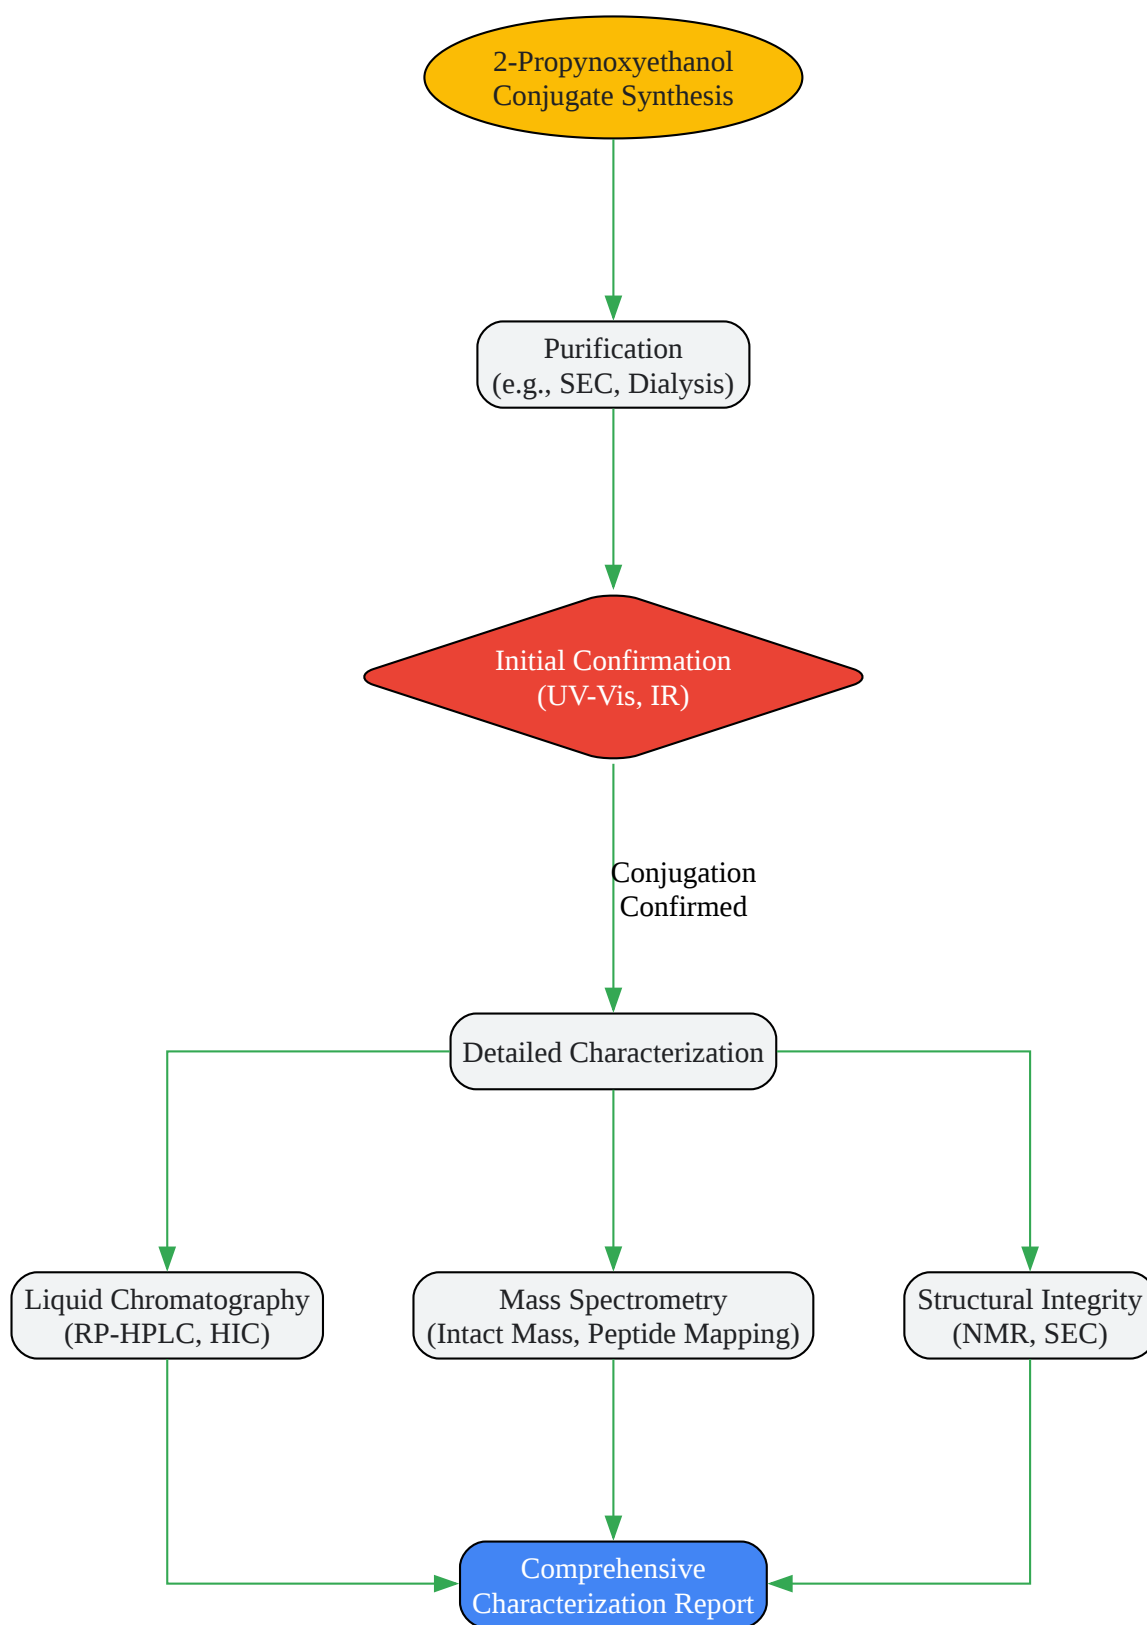 2-Propynoxyethanol
Conjugate Synthesis
Purification
(e.g., SEC, Dialysis)
Initial Confirmation
(UV-Vis, IR)
Conjugation
Confirmed
Detailed Characterization
Liquid Chromatography
(RP-HPLC, HIC)
Mass Spectrometry
(Intact Mass, Peptide Mapping)
Structural Integrity
(NMR, SEC)
Comprehensive
Characterization Report